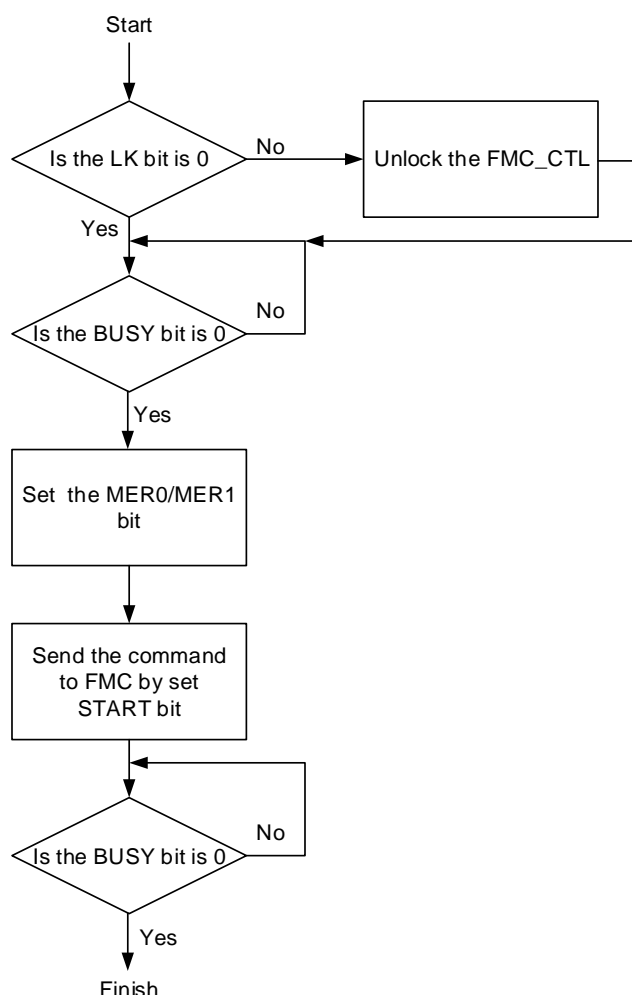 Start
Is the LK bit is 0
No
Unlock the FMC_CTL
Yes
Is the BUSY bit is 0
No
Yes
Set the MER0/MER1
bit
Send the command
to FMC by set
START bit
Is the BUSY bit is 0
No
Yes
Finish